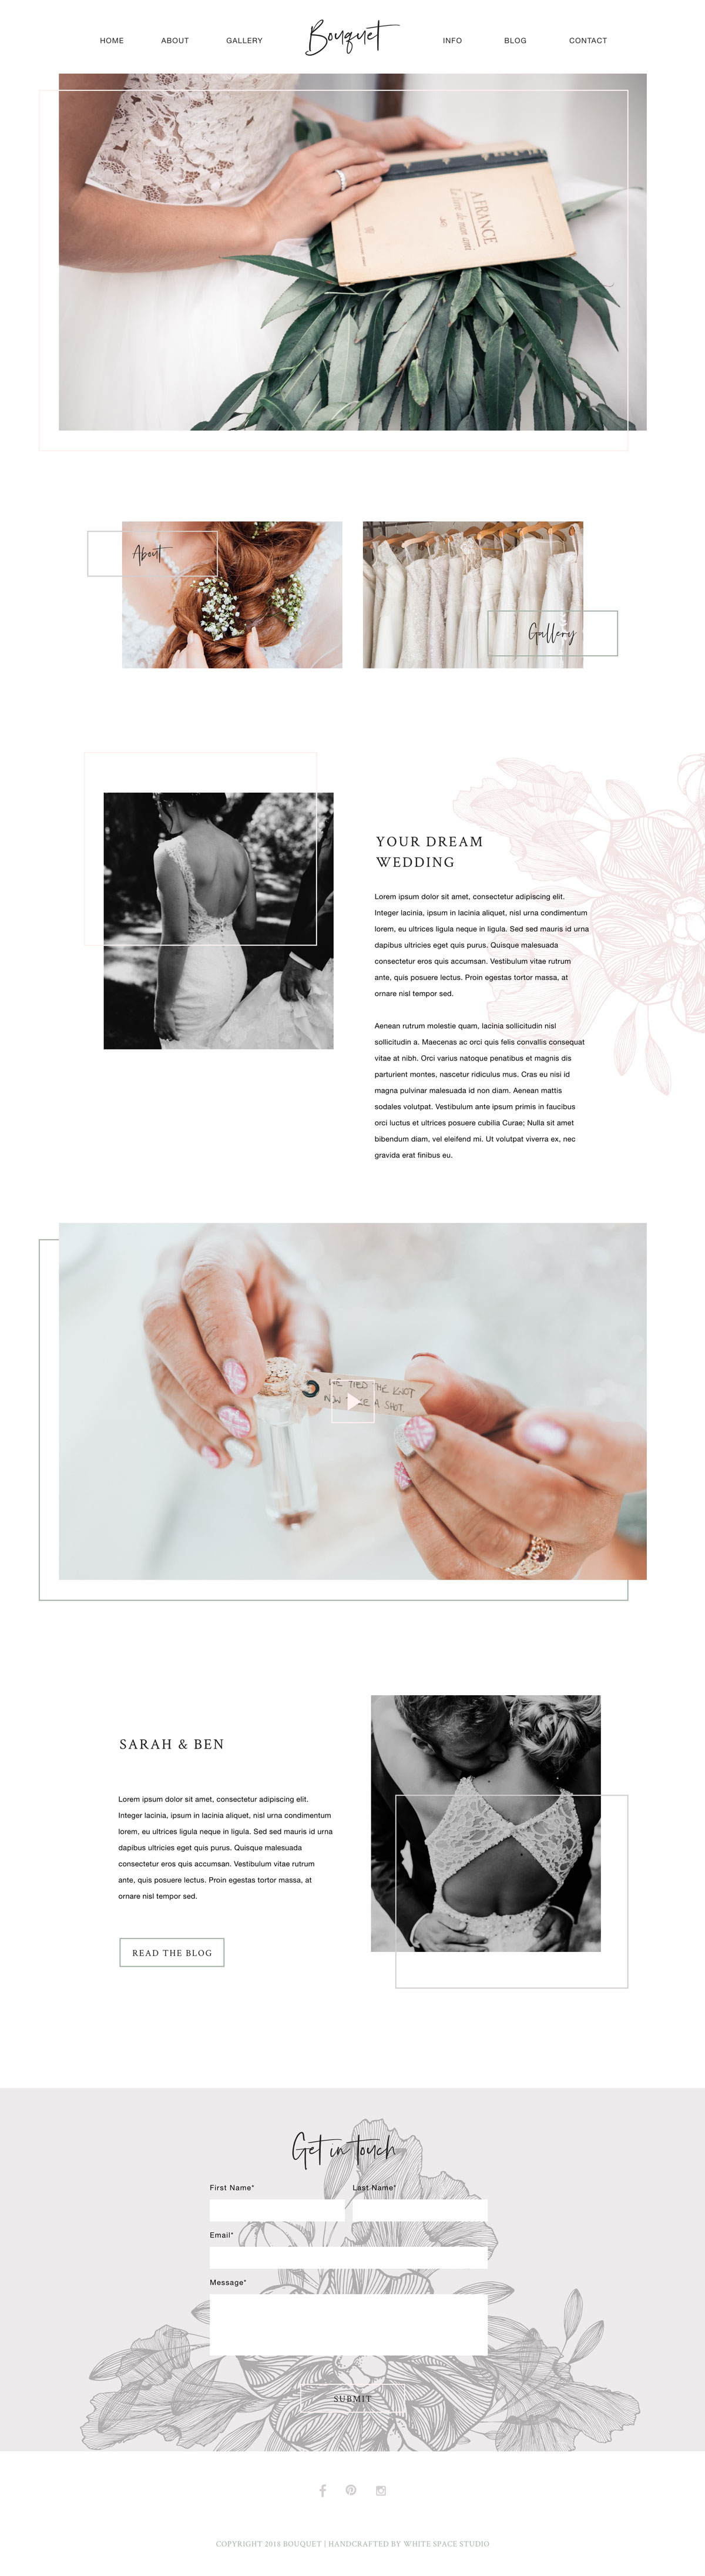 HOME ABOUT GALLERY Bouquet INFO BLOG CONTACT
AFRANCE
Le livre de mon ami
About
Gallery
YOUR DREAM
WEDDING
Lorem ipsum dolor sit amet, consectetur adipiscing elit.
Integer lacinia, ipsum in lacinia aliquet, nisl urna condimentum
lorem, eu ultrices ligula neque in ligula. Sed sed mauris id urna
dapibus ultricies eget quis purus. Quisque malesuada
consectetur eros quis accumsan. Vestibulum vitae rutrum
ante, quis posuere lectus. Proin egestas tortor massa, at
ornare nisl tempor sed.
Aenean rutrum molestie quam, lacinia sollicitudin nisl
sollicitudin a. Maecenas ac orci quis felis convallis consequat
vitae at nibh. Orci varius natoque penatibus et magnis dis
parturient montes, nascetur ridiculus mus. Cras eu nisi id
magna pulvinar malesuada id non diam. Aenean mattis
sodales volutpat. Vestibulum ante ipsum primis in faucibus
orci luctus et ultrices posuere cubilia Curae; Nulla sit amet
bibendum diam, vel eleifend mi. Ut volutpat viverra ex, nec
gravida erat finibus eu.
TIED THE KNOT
A SHOT
SARAH & BEN
Lorem ipsum dolor sit amet, consectetur adipiscing elit.
Integer lacinia, ipsum in lacinia aliquet, nisl urna condimentum
lorem, eu ultrices ligula neque in ligula. Sed sed mauris id urna
dapibus ultricies eget quis purus. Quisque malesuada
consectetur eros quis accumsan. Vestibulum vitae rutrum
ante, quis posuere lectus. Proin egestas tortor massa, at
ornare nisl tempor sed.
READ THE BLOG
Get in touch
First Name* Last Name*
Email*
Message*
SUBMIT
COPYRIGHT 2018 BOUQUET | HANDCRAFTED BY WHITE SPACE STUDIO